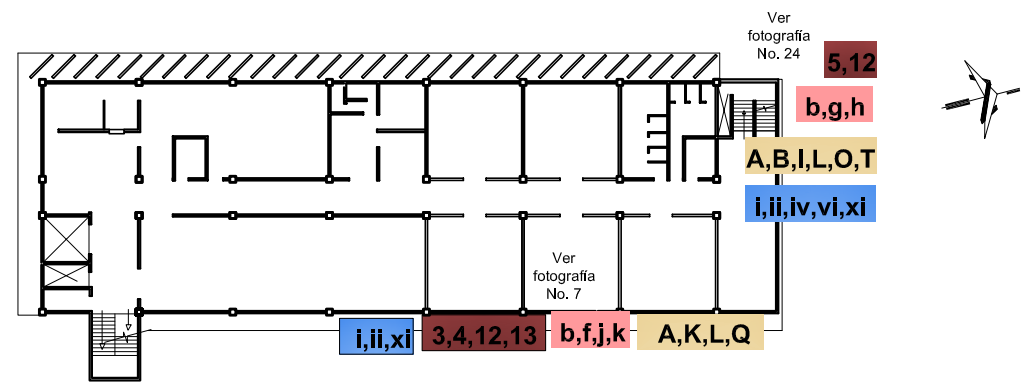 Ver
fotografía
No. 24
5,12
b,g,h
A,B,I,L,O,T
i,ii,iv,vi,xi
Ver
fotografía
No. 7
i,ii,xi
3,4,12,13
b,f,j,k
A,K,L,Q